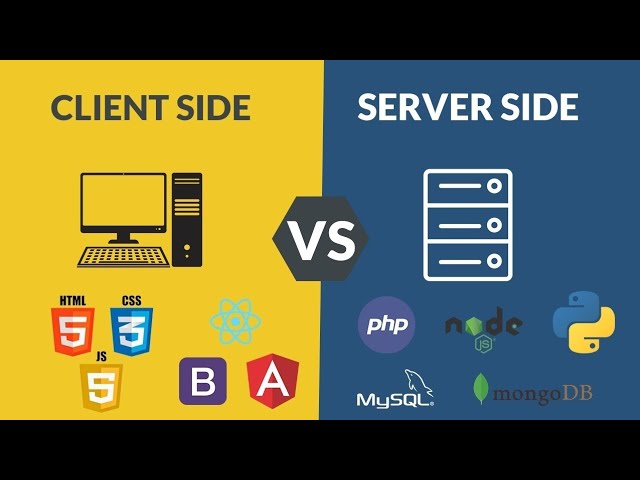 CLIENT SIDE
VS
SERVER SIDE
HTML
5
CSS
3
JS
5
B
A
php
node
JS
MySQL
mongoDB